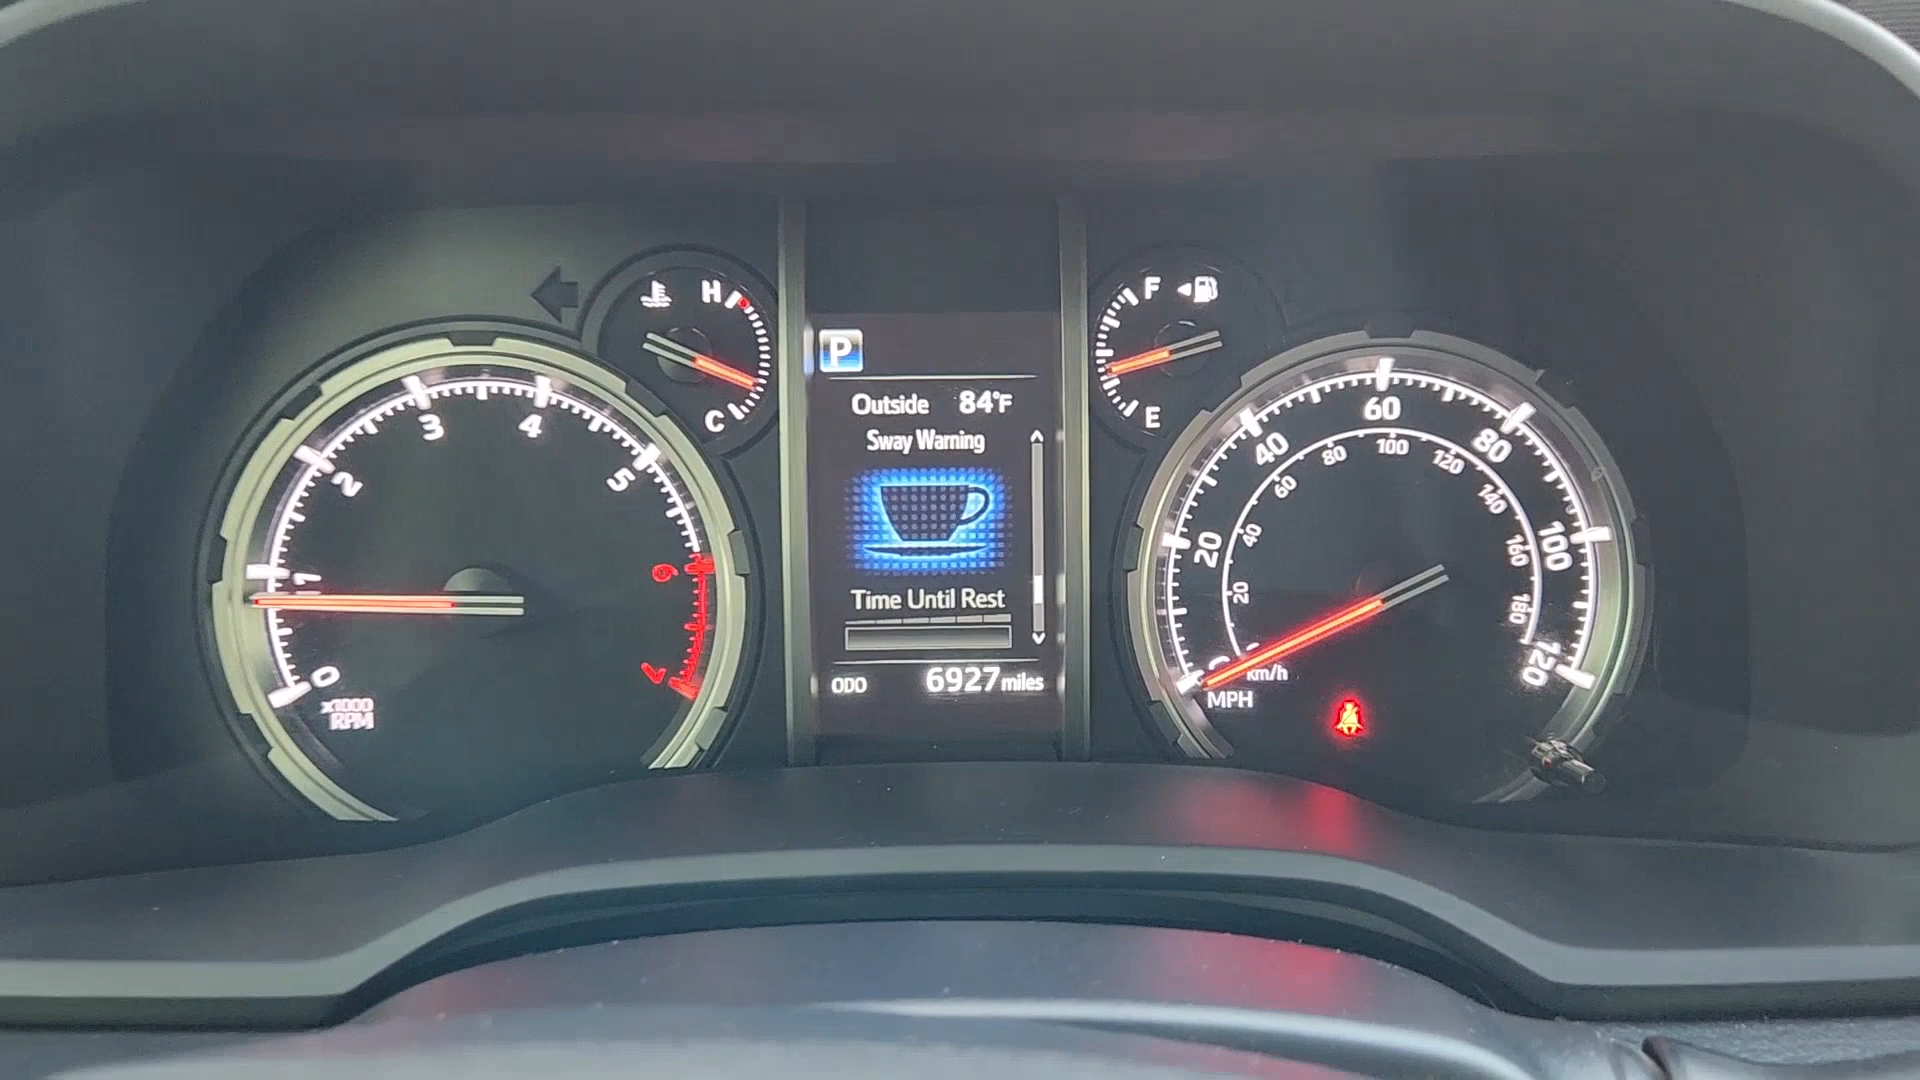 H
C
0
1
2
3
4
5
6
7
x1000
RPM
P
Outside 84°F
Sway Warning
Time Until Rest
ODO 6927 miles
F
E
20
40
60
80
100
120
20
40
60
80
100
120
140
160
180
km/h
MPH